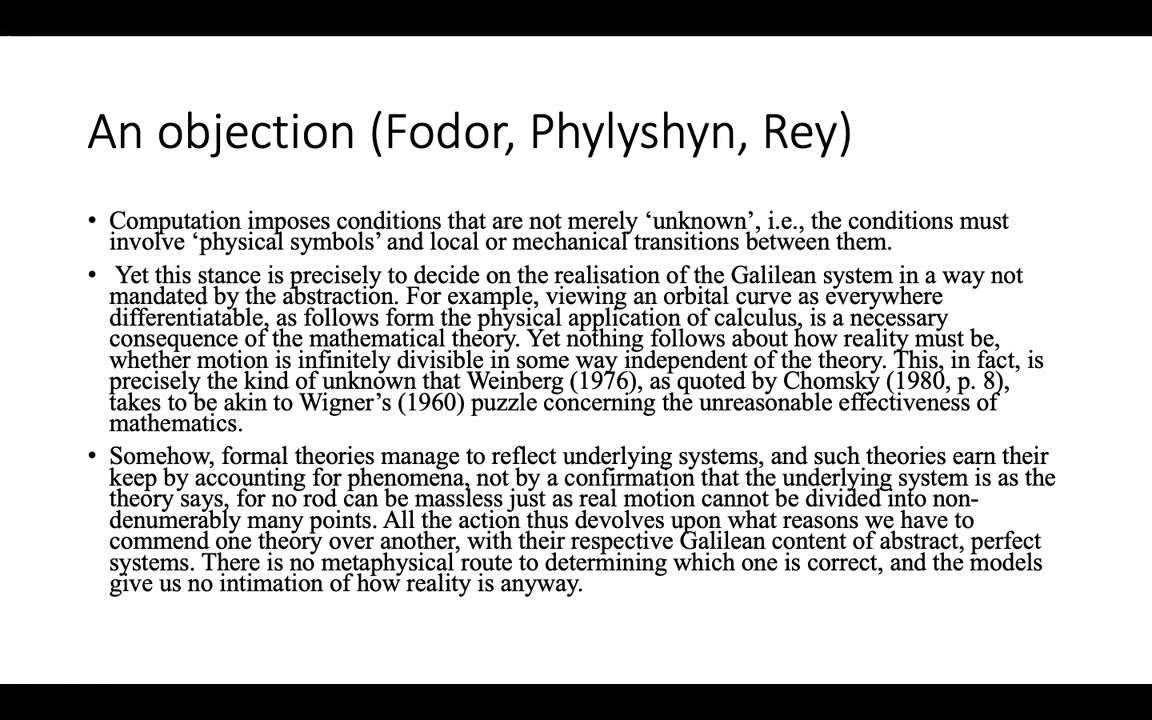 An objection (Fodor, Phylyshyn, Rey)
• Computation imposes conditions that are not merely ‘unknown’, i.e., the conditions must
involve ‘physical symbols’ and local or mechanical transitions between them.
• Yet this stance is precisely to decide on the realisation of the Galilean system in a way not
mandated by the abstraction. For example, viewing an orbital curve as everywhere
differentiatable, as follows form the physical application of calculus, is a necessary
consequence of the mathematical theory. Yet nothing follows about how reality must be,
whether motion is infinitely divisible in some way independent of the theory. This, in fact, is
precisely the kind of unknown that Weinberg (1976), as quoted by Chomsky (1980, p. 8),
takes to be akin to Wigner’s (1960) puzzle concerning the unreasonable effectiveness of
mathematics.
• Somehow, formal theories manage to reflect underlying systems, and such theories earn their
keep by accounting for phenomena, not by a confirmation that the underlying system is as the
theory says, for no rod can be massless just as real motion cannot be divided into non-
denumerably many points. All the action thus devolves upon what reasons we have to
commend one theory over another, with their respective Galilean content of abstract, perfect
systems. There is no metaphysical route to determining which one is correct, and the models
give us no intimation of how reality is anyway.